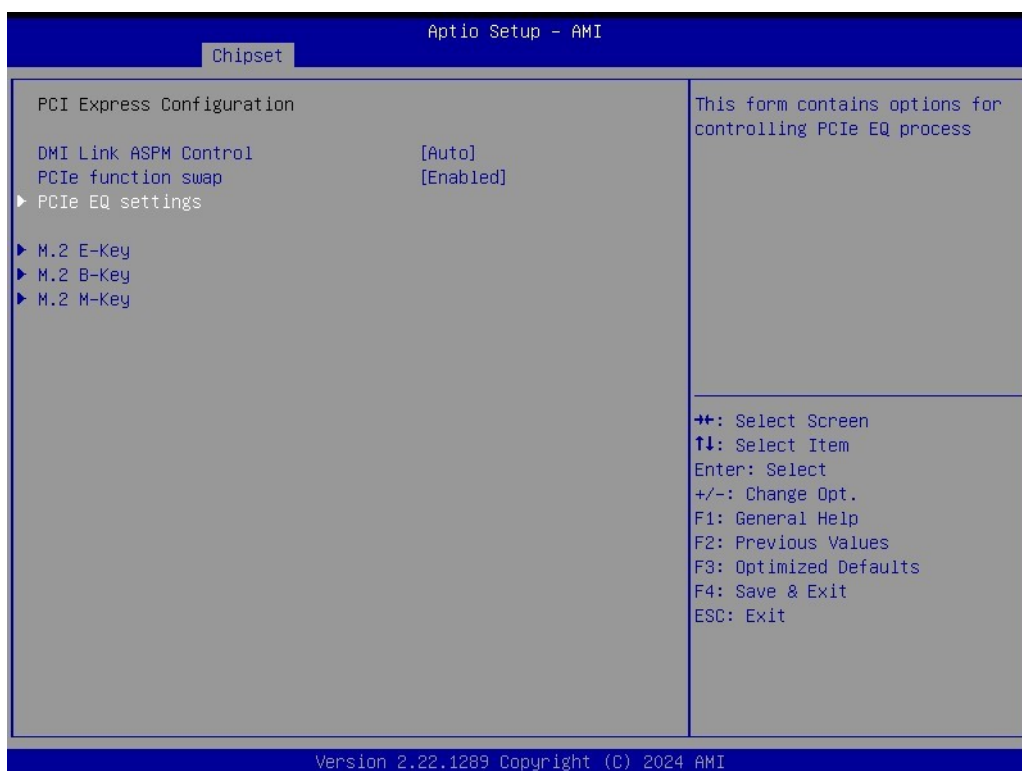 Aptio Setup - AMI
Chipset
PCI Express Configuration
DMI Link ASPM Control [Auto]
PCIe function swap [Enabled]
PCIe EQ settings
M.2 E-Key
M.2 B-Key
M.2 M-Key
This form contains options for
controlling PCIe EQ process
→←: Select Screen
↑↓: Select Item
Enter: Select
+/-: Change Opt.
F1: General Help
F2: Previous Values
F3: Optimized Defaults
F4: Save & Exit
ESC: Exit
Version 2.22.1289 Copyright (C) 2024 AMI